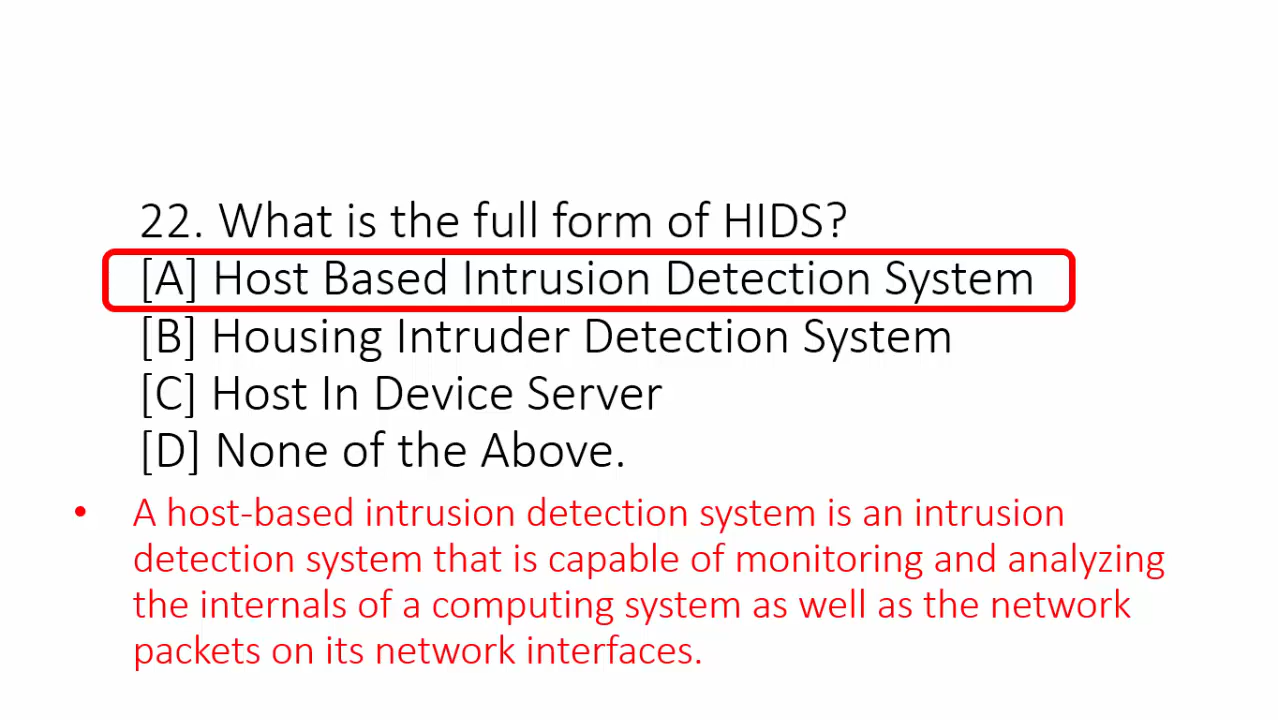 22. What is the full form of HIDS?
[A] Host Based Intrusion Detection System
[B] Housing Intruder Detection System
[C] Host In Device Server
[D] None of the Above.
• A host-based intrusion detection system is an intrusion
detection system that is capable of monitoring and analyzing
the internals of a computing system as well as the network
packets on its network interfaces.